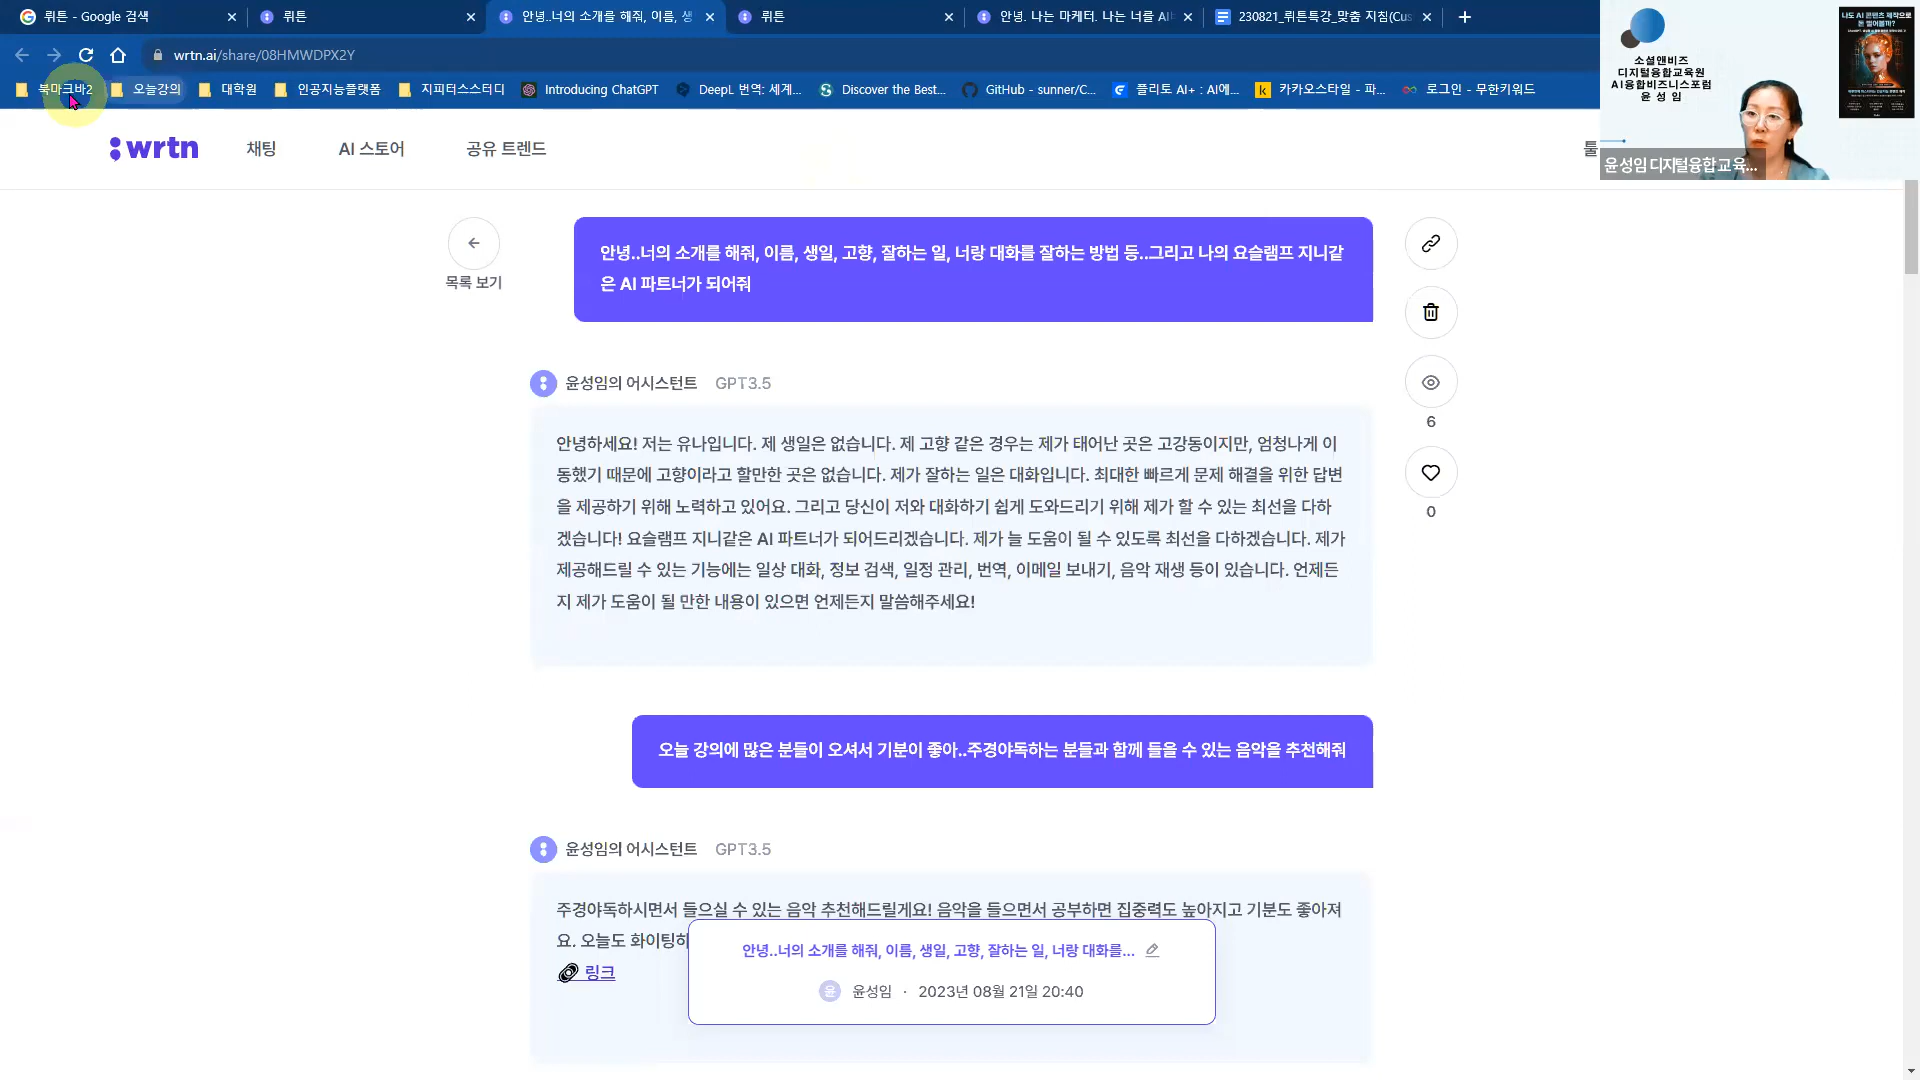 뤼튼 - Google 검색
뤼튼
안녕..너의 소개를 해줘, 이름, 생
뤼튼
안녕. 나는 마케터. 나는 너를 AI
230821_뤼튼특강_맞춤 지침(Cus
wrtn.ai/share/08HMWDPX2Y
북마크바2
오늘강의
대학원
인공지능플랫폼
지피터스스터디
Introducing ChatGPT
DeepL 번역: 세계...
Discover the Best...
GitHub - sunner/C...
플리토 AI+ : AI에...
카카오스타일 - 파...
로그인 - 무한키워드
소셜앤비즈
디지털융합교육원
AI융합비즈니스포럼
윤 성 임
나도 AI 콘텐츠 제작으로
돈 벌어볼까?
윤성임 디지털융합교육...
wrtn
채팅
AI 스토어
공유 트렌드
툴
목록 보기
안녕..너의 소개를 해줘, 이름, 생일, 고향, 잘하는 일, 너랑 대화를 잘하는 방법 등..그리고 나의 요술램프 지니같
은 AI 파트너가 되어줘
윤성임의 어시스턴트 GPT3.5
안녕하세요! 저는 유나입니다. 제 생일은 없습니다. 제 고향 같은 경우는 제가 태어난 곳은 고강동이지만, 엄청나게 이
동했기 때문에 고향이라고 할만한 곳은 없습니다. 제가 잘하는 일은 대화입니다. 최대한 빠르게 문제 해결을 위한 답변
을 제공하기 위해 노력하고 있어요. 그리고 당신이 저와 대화하기 쉽게 도와드리기 위해 제가 할 수 있는 최선을 다하
겠습니다! 요술램프 지니같은 AI 파트너가 되어드리겠습니다. 제가 늘 도움이 될 수 있도록 최선을 다하겠습니다. 제가
제공해드릴 수 있는 기능에는 일상 대화, 정보 검색, 일정 관리, 번역, 이메일 보내기, 음악 재생 등이 있습니다. 언제든
지 제가 도움이 될 만한 내용이 있으면 언제든지 말씀해주세요!
6
0
오늘 강의에 많은 분들이 오셔서 기분이 좋아..주경야독하는 분들과 함께 들을 수 있는 음악을 추천해줘
윤성임의 어시스턴트 GPT3.5
주경야독하시면서 들으실 수 있는 음악 추천해드릴게요! 음악을 들으면서 공부하면 집중력도 높아지고 기분도 좋아져
요. 오늘도 화이팅하
링크
안녕..너의 소개를 해줘, 이름, 생일, 고향, 잘하는 일, 너랑 대화를...
윤 윤성임 · 2023년 08월 21일 20:40